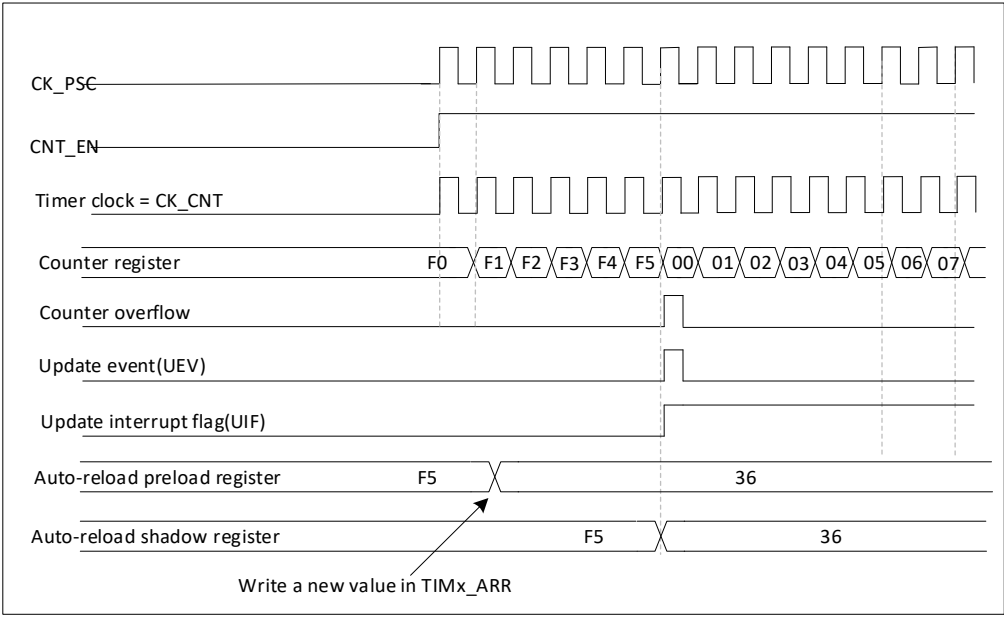 CK_PSC
CNT_EN
Timer clock = CK_CNT
Counter register F0 F1 F2 F3 F4 F5 00 01 02 03 04 05 06 07
Counter overflow
Update event(UEV)
Update interrupt flag(UIF)
Auto-reload preload register F5 36
Auto-reload shadow register F5 36
Write a new value in TIMx_ARR